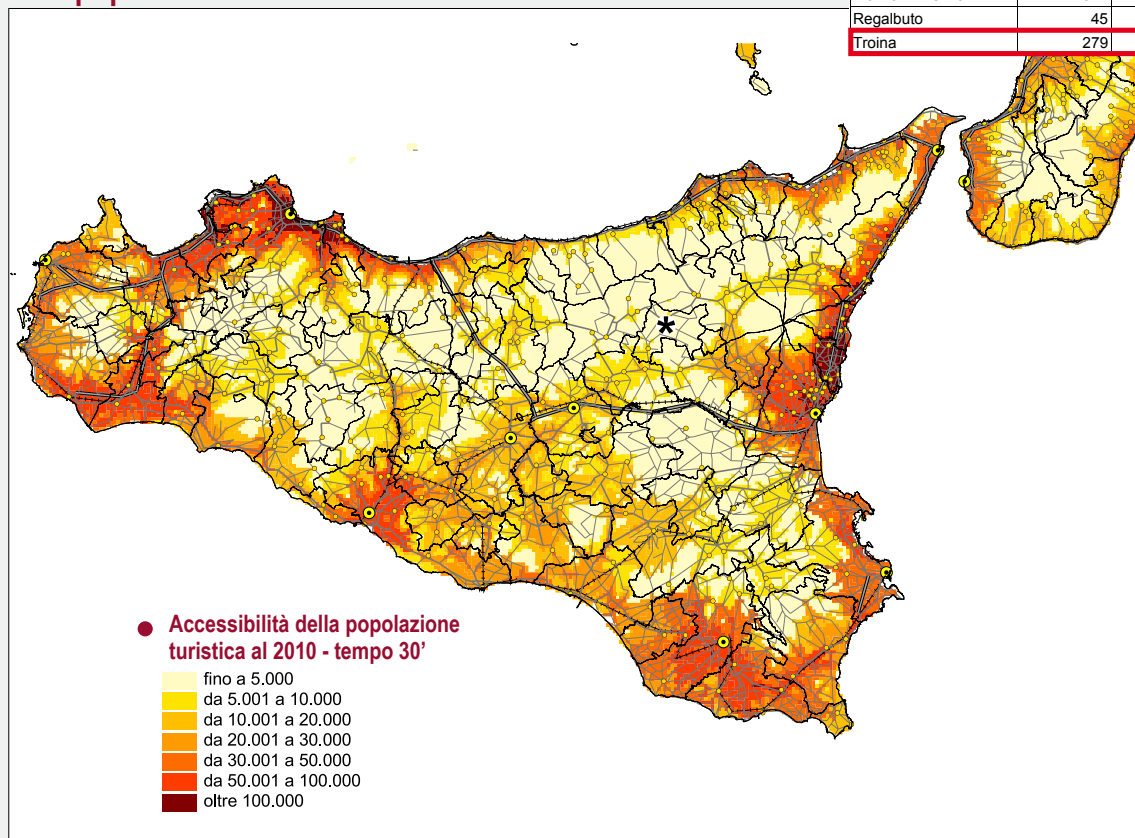 Regalbuto 45
Troina 279
*
Accessibilità della popolazione
turistica al 2010 - tempo 30'
fino a 5.000
da 5.001 a 10.000
da 10.001 a 20.000
da 20.001 a 30.000
da 30.001 a 50.000
da 50.001 a 100.000
oltre 100.000